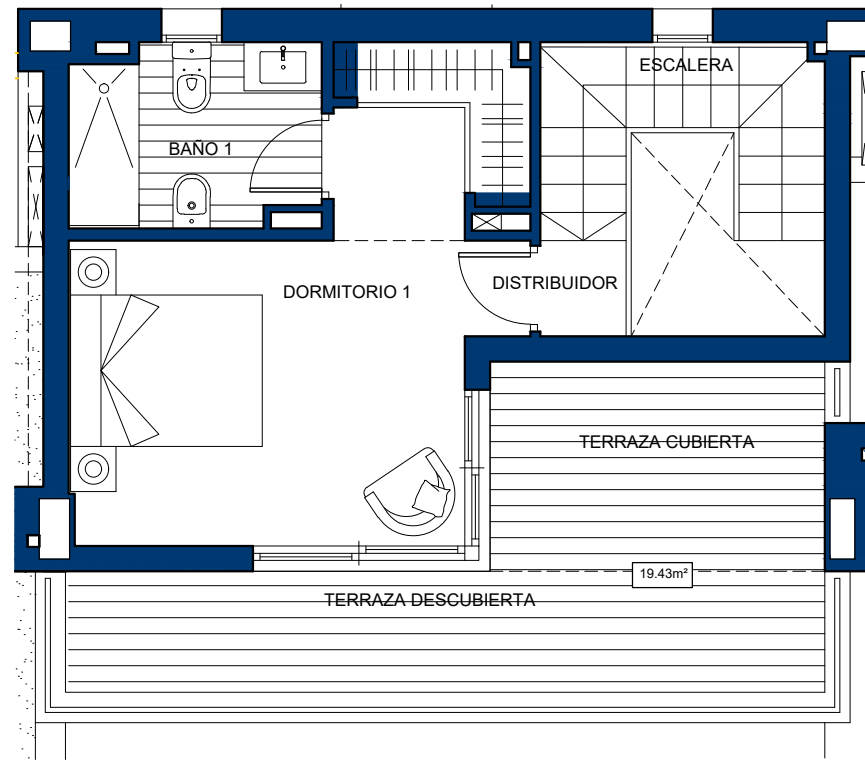 ESCALERA
BAÑO 1
DISTRIBUIDOR
DORMITORIO 1
TERRAZA CUBIERTA
19.43m²
TERRAZA DESCUBIERTA